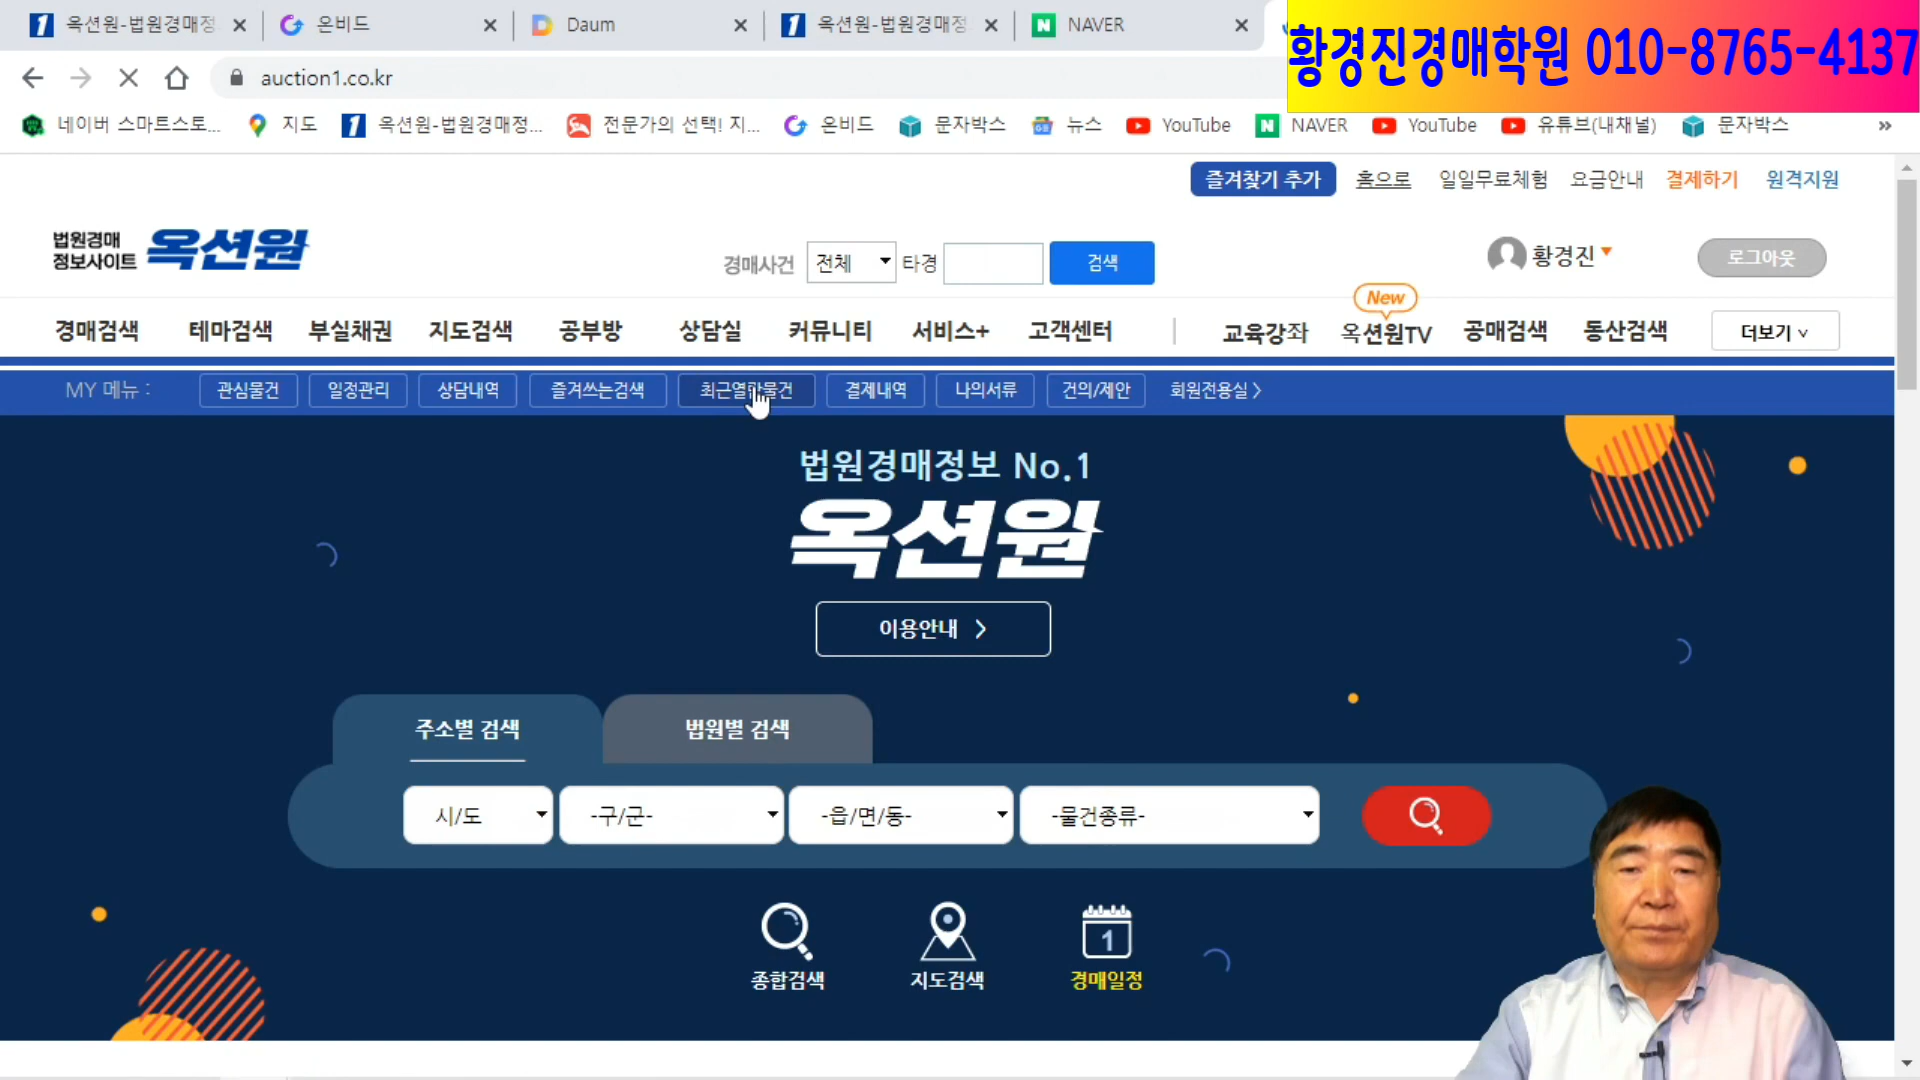 옥션원-법원경매정
온비드
Daum
옥션원-법원경매정
NAVER
황경진경매학원 010-8765-4137
auction1.co.kr
네이버 스마트스토...
지도
옥션원-법원경매정...
전문가의 선택! 지...
온비드
문자박스
뉴스
YouTube
NAVER
YouTube
유튜브(내채널)
문자박스
즐겨찾기 추가
홈으로
일일무료체험
요금안내
결제하기
원격지원
법원경매
정보사이트
옥션원
경매사건
전체
타경
검색
황경진
로그아웃
New
경매검색
테마검색
부실채권
지도검색
공부방
상담실
커뮤니티
서비스+
고객센터
교육강좌
옥션원TV
공매검색
동산검색
더보기
MY 메뉴 :
관심물건
일정관리
상담내역
즐겨쓰는검색
최근열람물건
결제내역
나의서류
건의/제안
회원전용실
법원경매정보 No.1
옥션원
이용안내
주소별 검색
법원별 검색
시/도
-구/군-
-읍/면/동-
-물건종류-
1
종합검색
지도검색
경매일정